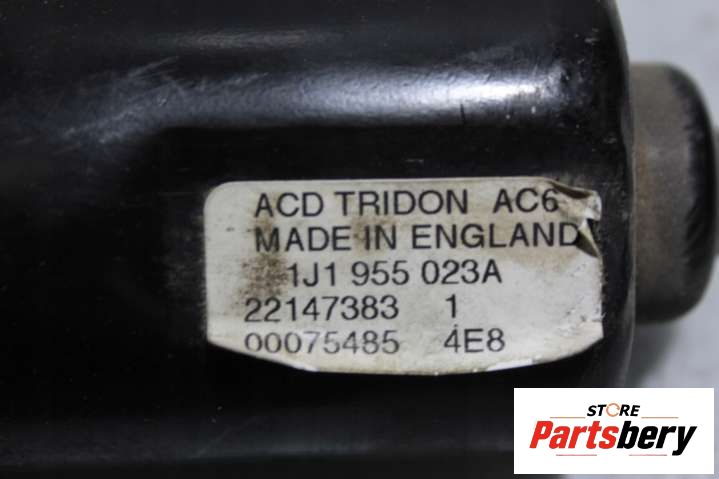 ACD TRIDON AC6
MADE IN ENGLAND
1J1 955 023A
22147383 1
00075485 4E8
STORE
Partsbery